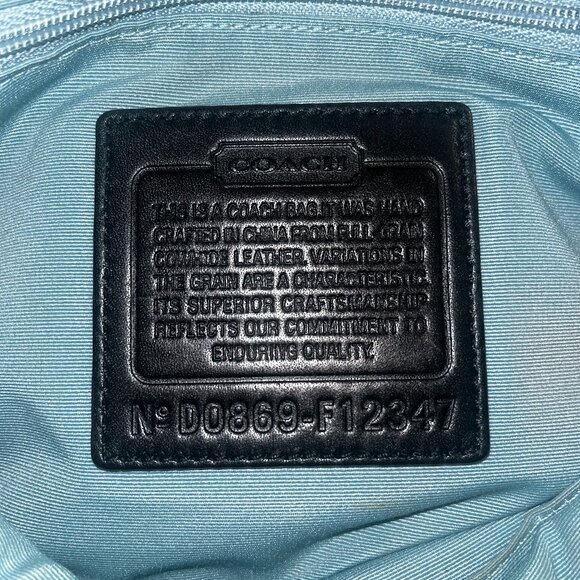 COACH
THIS IS A COACH BAG.IT WAS HAND
CRAFTED IN CHINA FROM FULL GRAIN
COWHIDE LEATHER. VARIATIONS IN
THE GRAIN ARE A CHARACTERISTIC.
ITS SUPERIOR CRAFTSMANSHIP
REFLECTS OUR COMMITMENT TO
ENDURING QUALITY.
Nº D0869-F12347